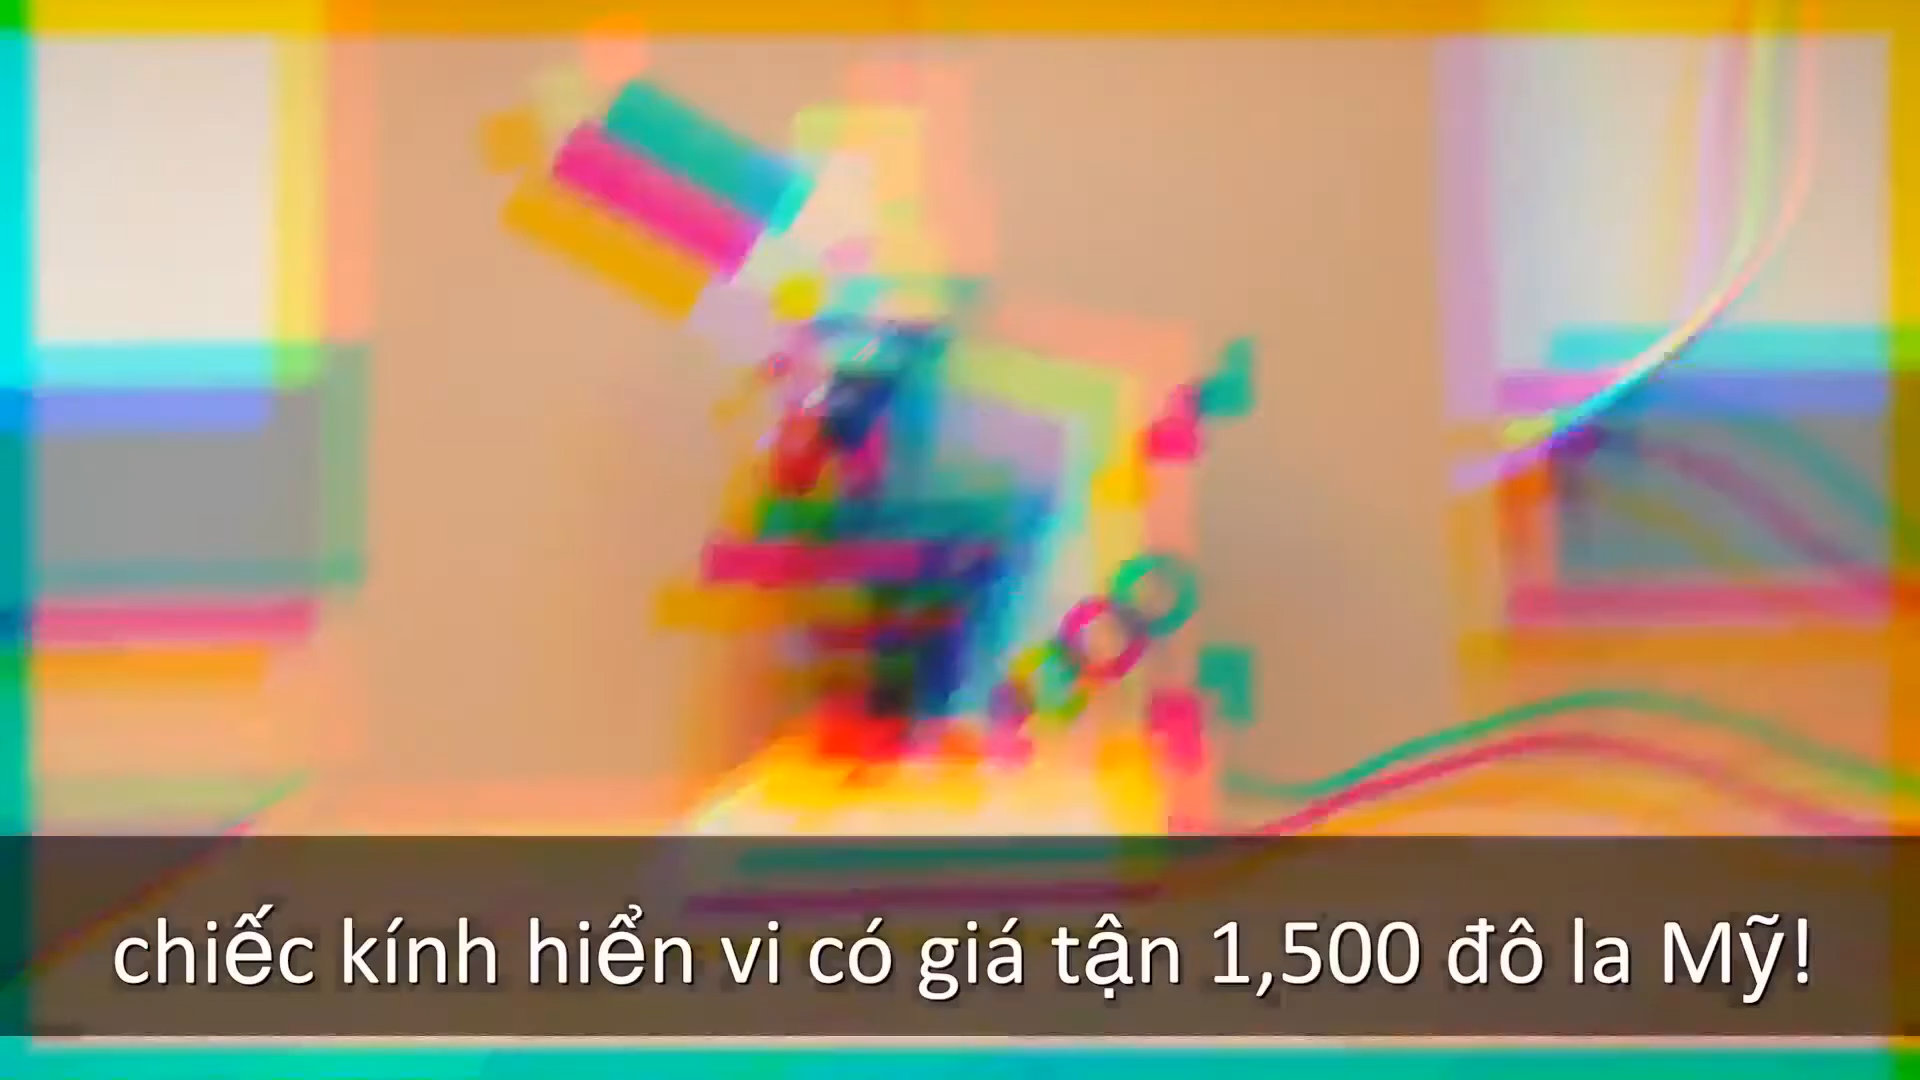 chiếc kính hiển vi có giá tận 1,500 đô la Mỹ!